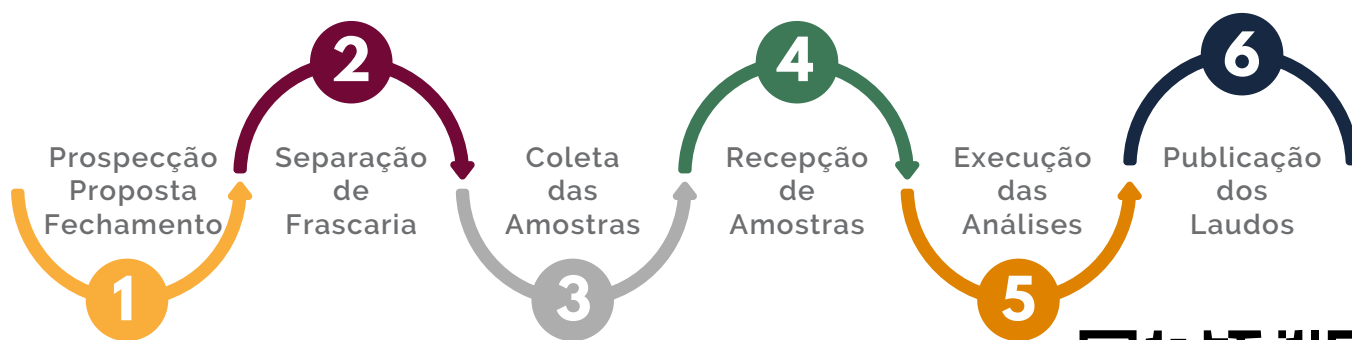 1
Prospecção
Proposta
Fechamento
2
Separação
de
Frascaria
3
Coleta
das
Amostras
4
Recepção
de
Amostras
5
Execução
das
Análises
6
Publicação
dos
Laudos